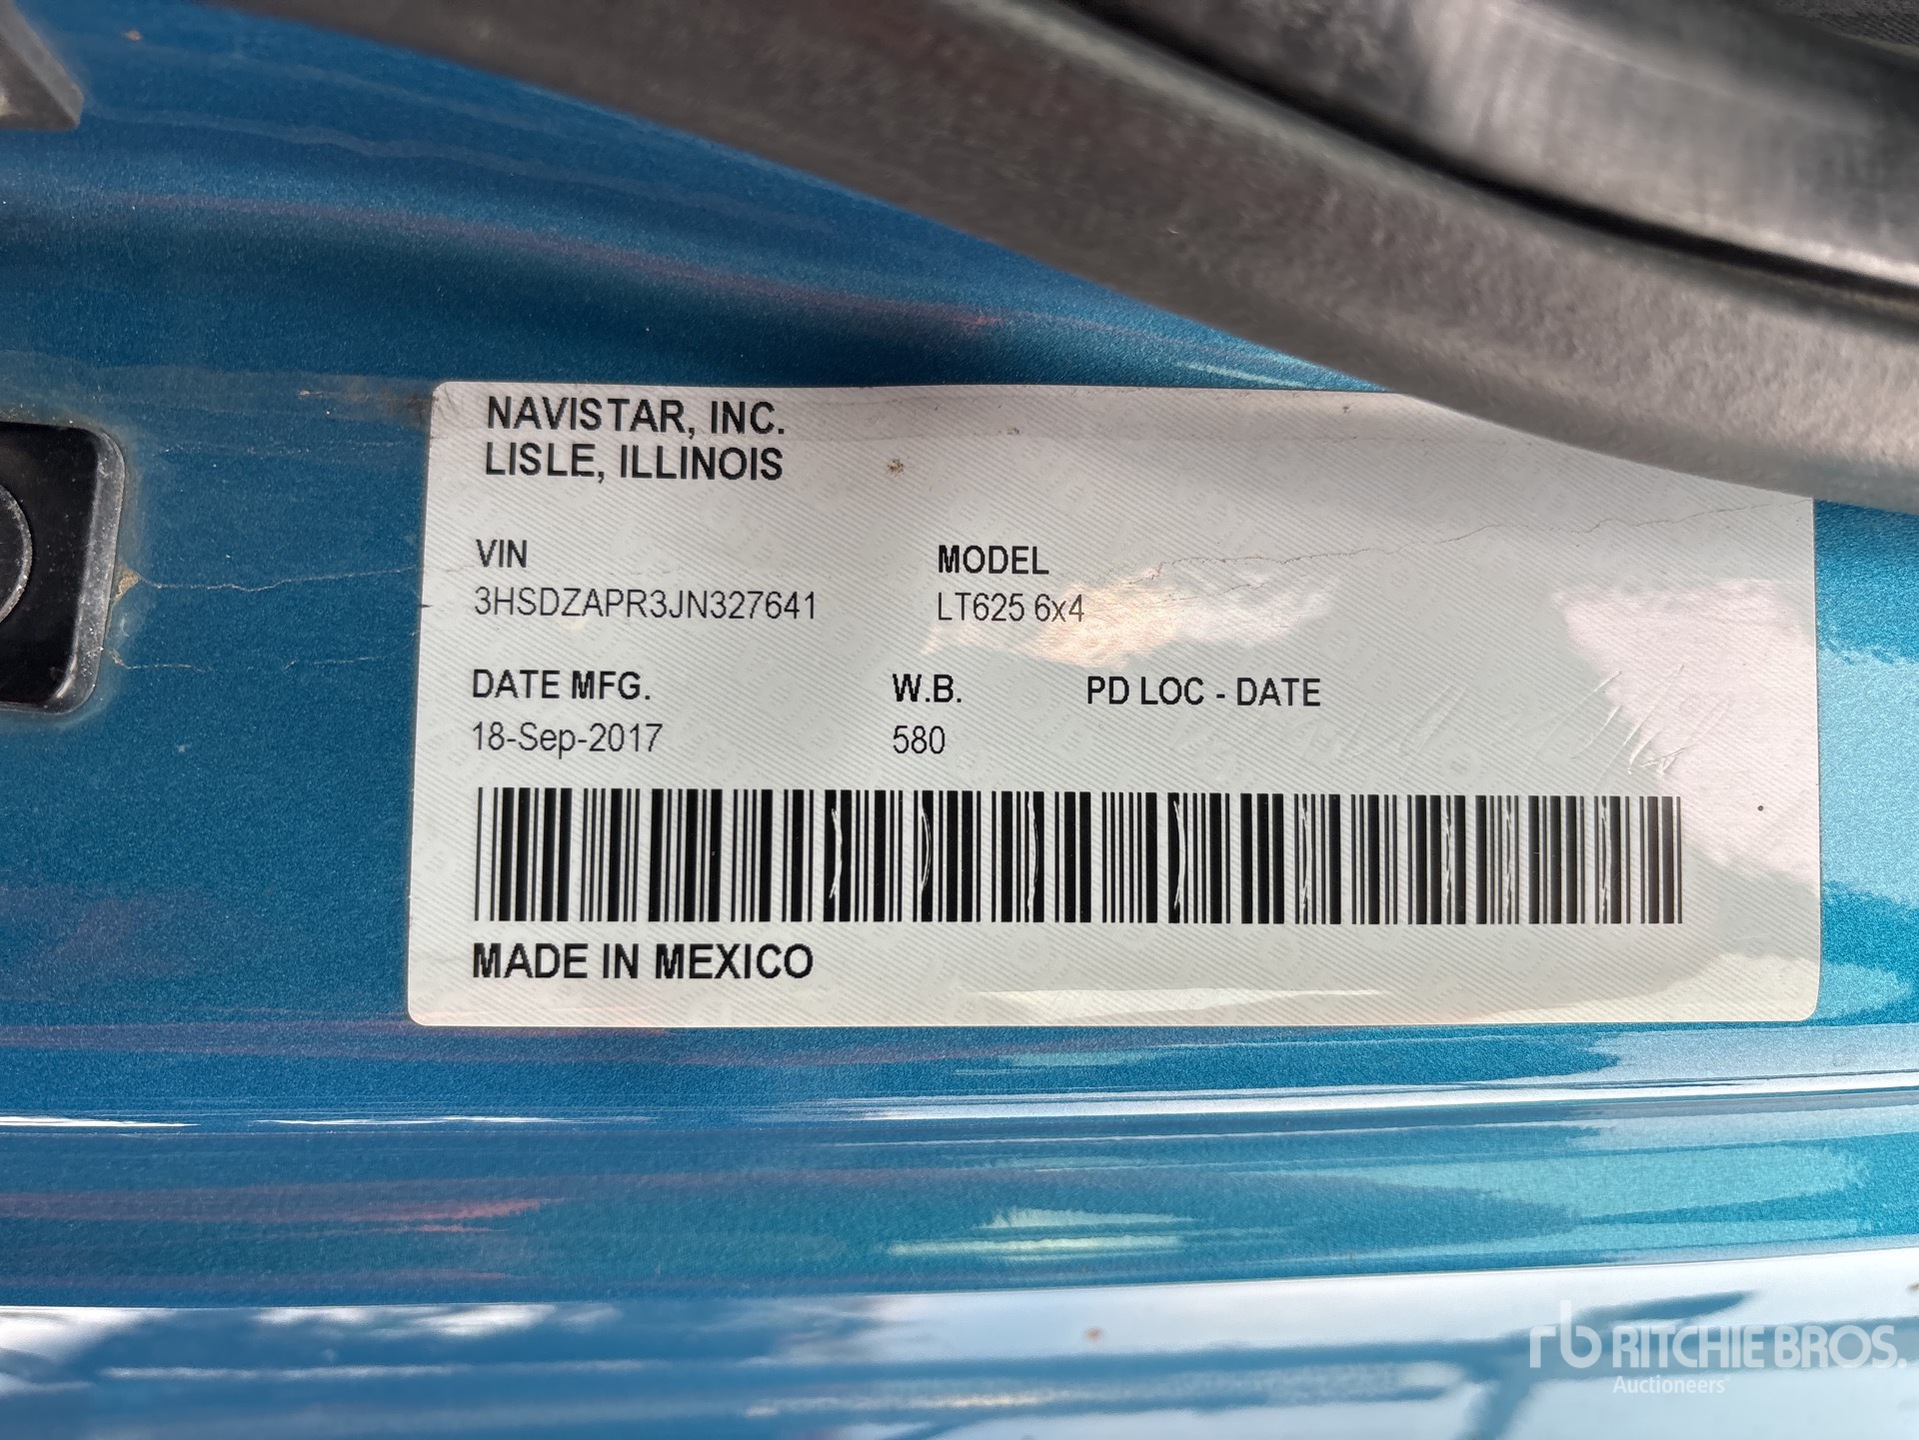 NAVISTAR, INC.
LISLE, ILLINOIS
VIN MODEL
3HSDZAPR3JN327641 LT625 6x4
DATE MFG. W.B. PD LOC - DATE
18-Sep-2017 580
MADE IN MEXICO
rb RITCHIE BROS.
Auctioneers